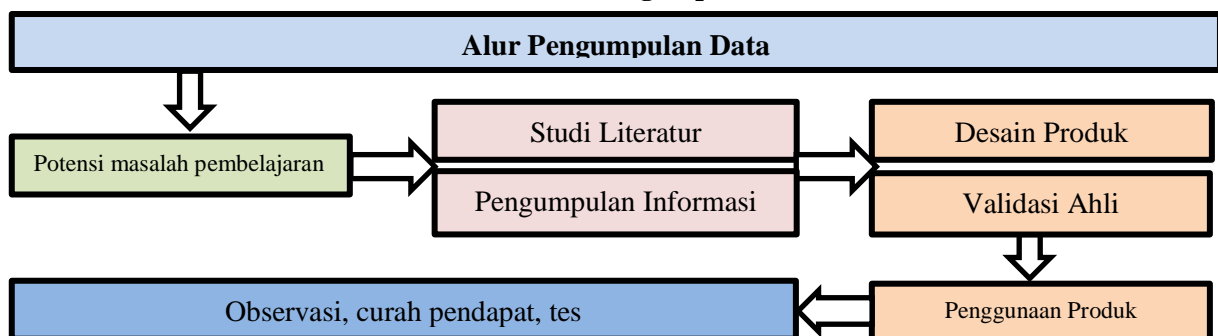 Alur Pengumpulan Data
Potensi masalah pembelajaran
Studi Literatur
Pengumpulan Informasi
Desain Produk
Validasi Ahli
Penggunaan Produk
Observasi, curah pendapat, tes